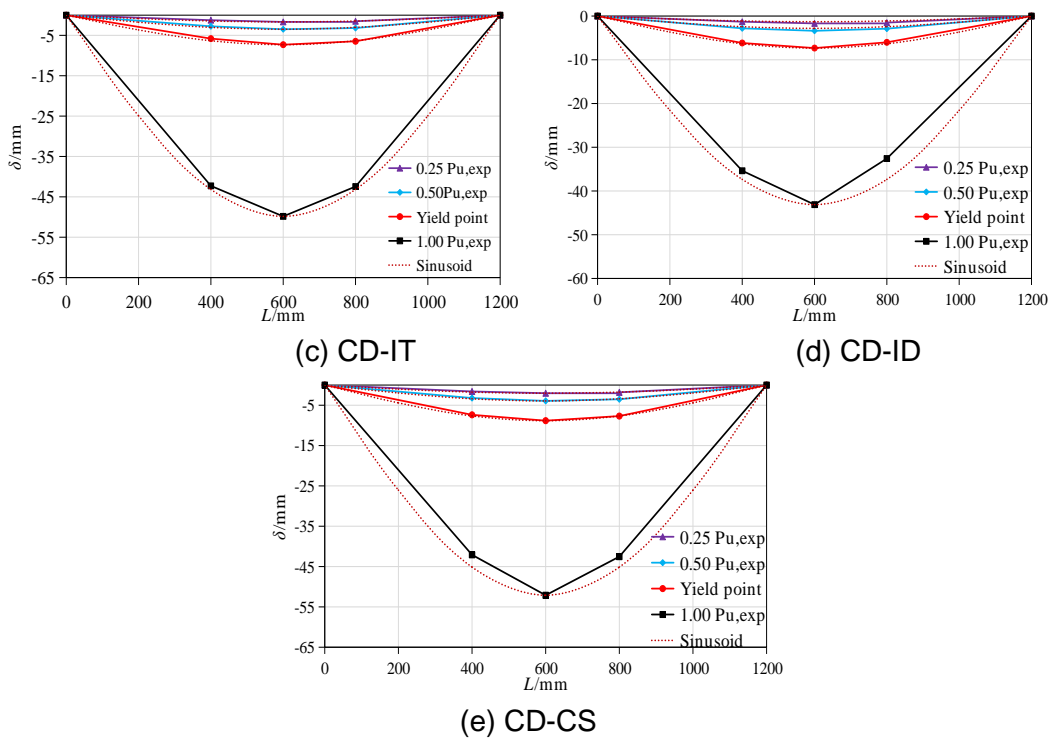 -5
-15
-25
-35
-45
-55
-65
δ/mm
0.25 Pu,exp
0.50Pu,exp
Yield point
1.00 Pu,exp
Sinusoid
0 200 400 600 800 1000 1200
L/mm
(c) CD-IT
0
-10
-20
-30
-40
-50
-60
δ/mm
0.25 Pu,exp
0.50 Pu,exp
Yield point
1.00 Pu,exp
Sinusoid
0 200 400 600 800 1000 1200
L/mm
(d) CD-ID
-5
-15
-25
-35
-45
-55
-65
δ/mm
0.25 Pu,exp
0.50 Pu,exp
Yield point
1.00 Pu,exp
Sinusoid
0 200 400 600 800 1000 1200
L/mm
(e) CD-CS